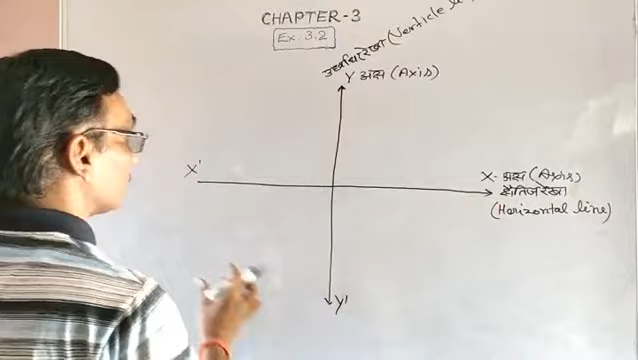 CHAPTER-3
Ex. 3.2
उर्ध्वाधर रेखा (Verticle li
Y अक्ष (Axis)
X'
X- अक्ष (Axis)
क्षैतिज रेखा
(Horizontal line)
Y'